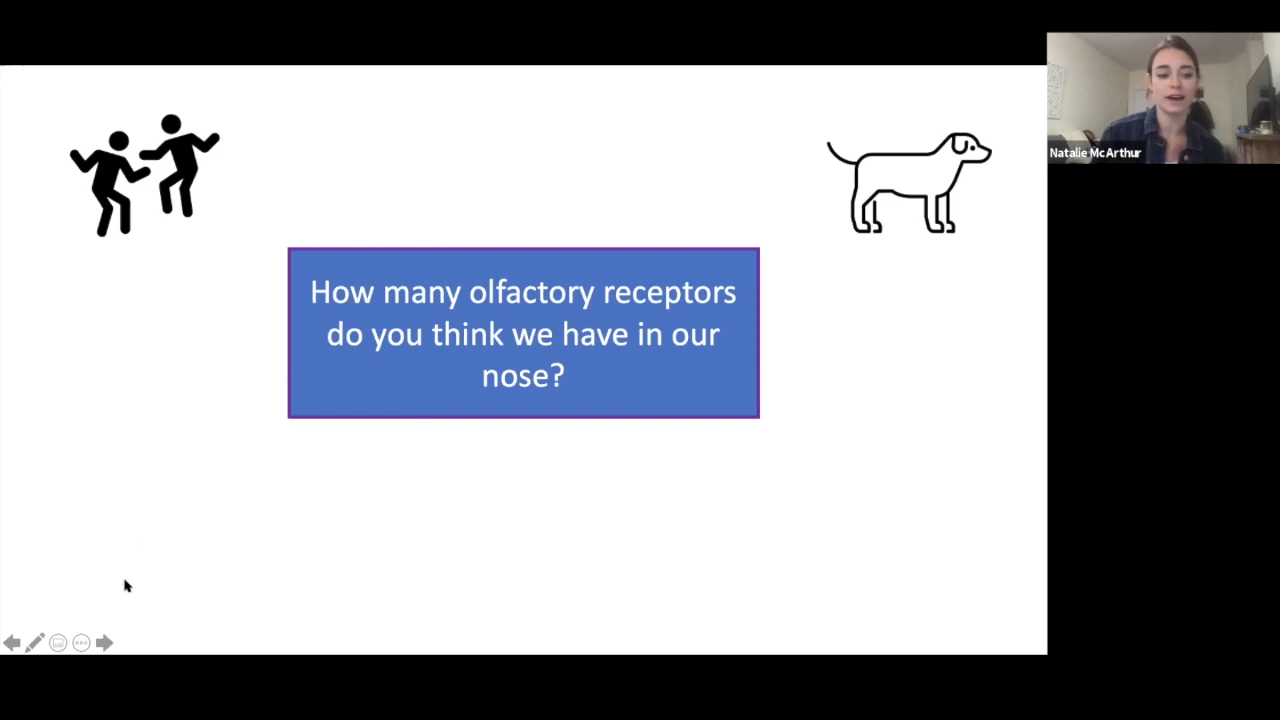 How many olfactory receptors
do you think we have in our
nose?
Natalie McArthur